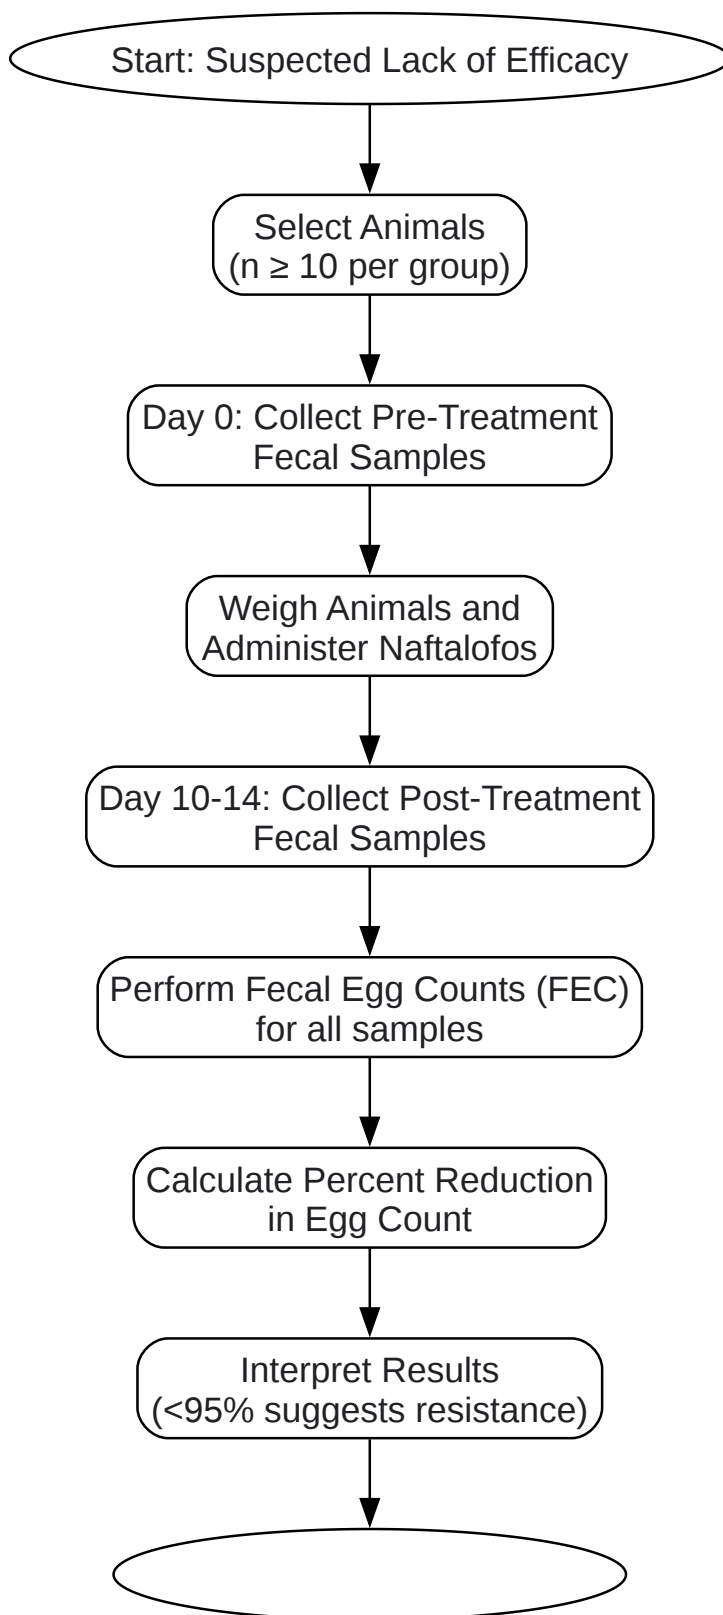 Start: Suspected Lack of Efficacy
Select Animals
(n ≥ 10 per group)
Day 0: Collect Pre-Treatment
Fecal Samples
Weigh Animals and
Administer Naftalofos
Day 10-14: Collect Post-Treatment
Fecal Samples
Perform Fecal Egg Counts (FEC)
for all samples
Calculate Percent Reduction
in Egg Count
Interpret Results
(<95% suggests resistance)